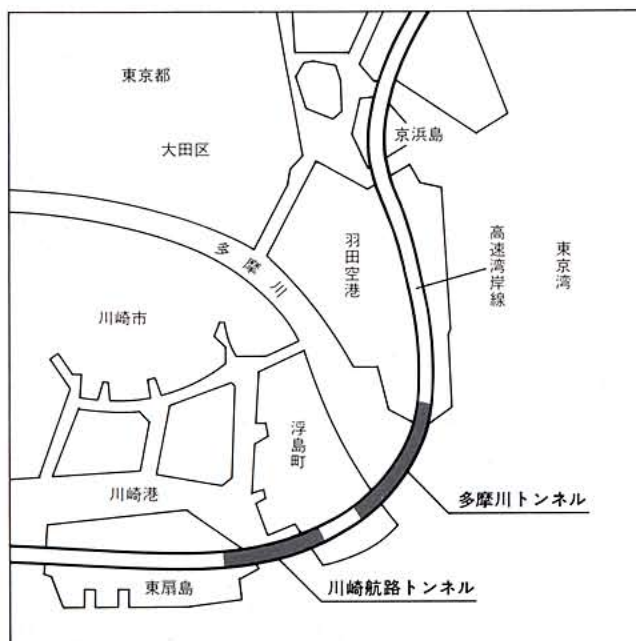 東京都
大田区
京浜島
多摩川
羽田空港
高速湾岸線
東京湾
川崎市
浮島町
川崎港
多摩川トンネル
東扇島
川崎航路トンネル